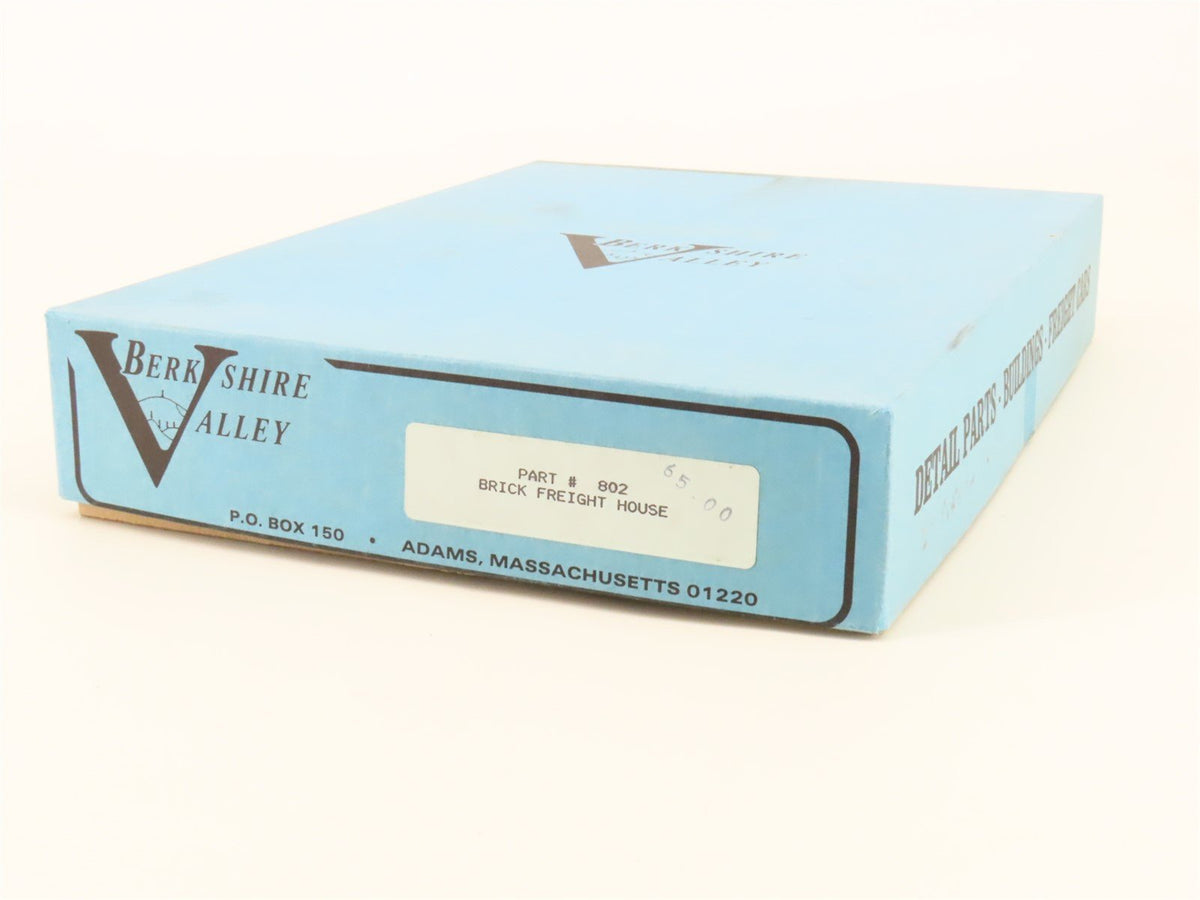 BERKSHIRE
VALLEY
BERKSHIRE
VALLEY
PART # 802
BRICK FREIGHT HOUSE
65.00
P.O. BOX 150 • ADAMS, MASSACHUSETTS 01220
DETAIL PARTS - BUILDINGS - FREIGHT CARS